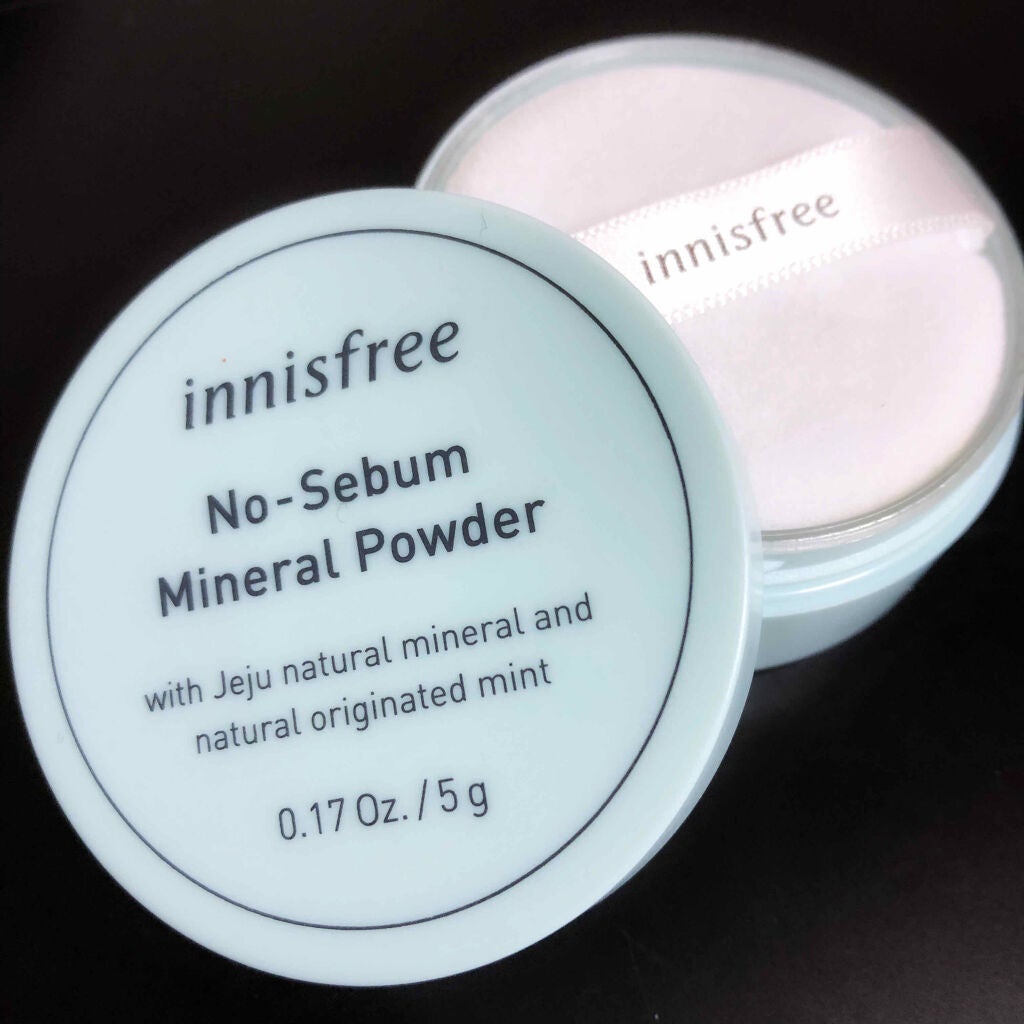 innisfree
innisfree
No-Sebum
Mineral Powder
with Jeju natural mineral and
natural originated mint
0.17 Oz. / 5 g